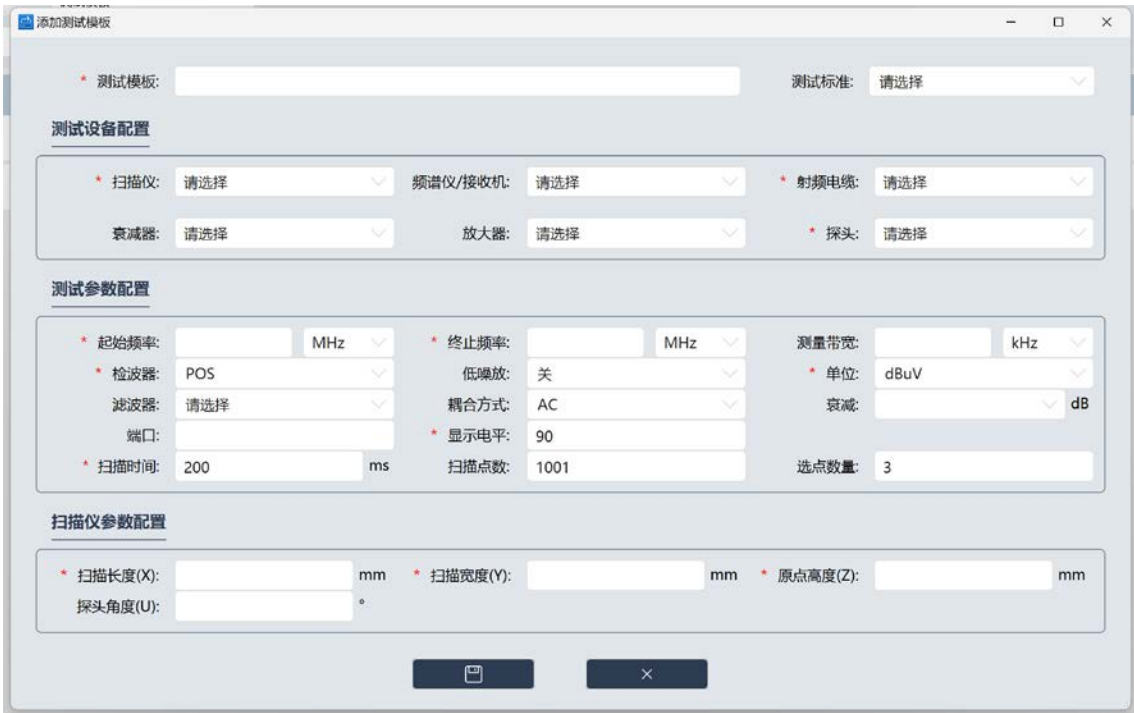 添加测试模板
* 测试模板: 测试标准: 请选择
测试设备配置
* 扫描仪: 请选择 频谱仪/接收机: 请选择 * 射频电缆: 请选择
衰减器: 请选择 放大器: 请选择 * 探头: 请选择
测试参数配置
* 起始频率: MHz * 终止频率: MHz 测量带宽: kHz
* 检波器: POS 低噪放: 关 * 单位: dBuV
滤波器: 请选择 耦合方式: AC 衰减: dB
端口: * 显示电平: 90
* 扫描时间: 200 ms 扫描点数: 1001 选点数量: 3
扫描仪参数配置
* 扫描长度(X): mm * 扫描宽度(Y): mm * 原点高度(Z): mm
探头角度(U): °